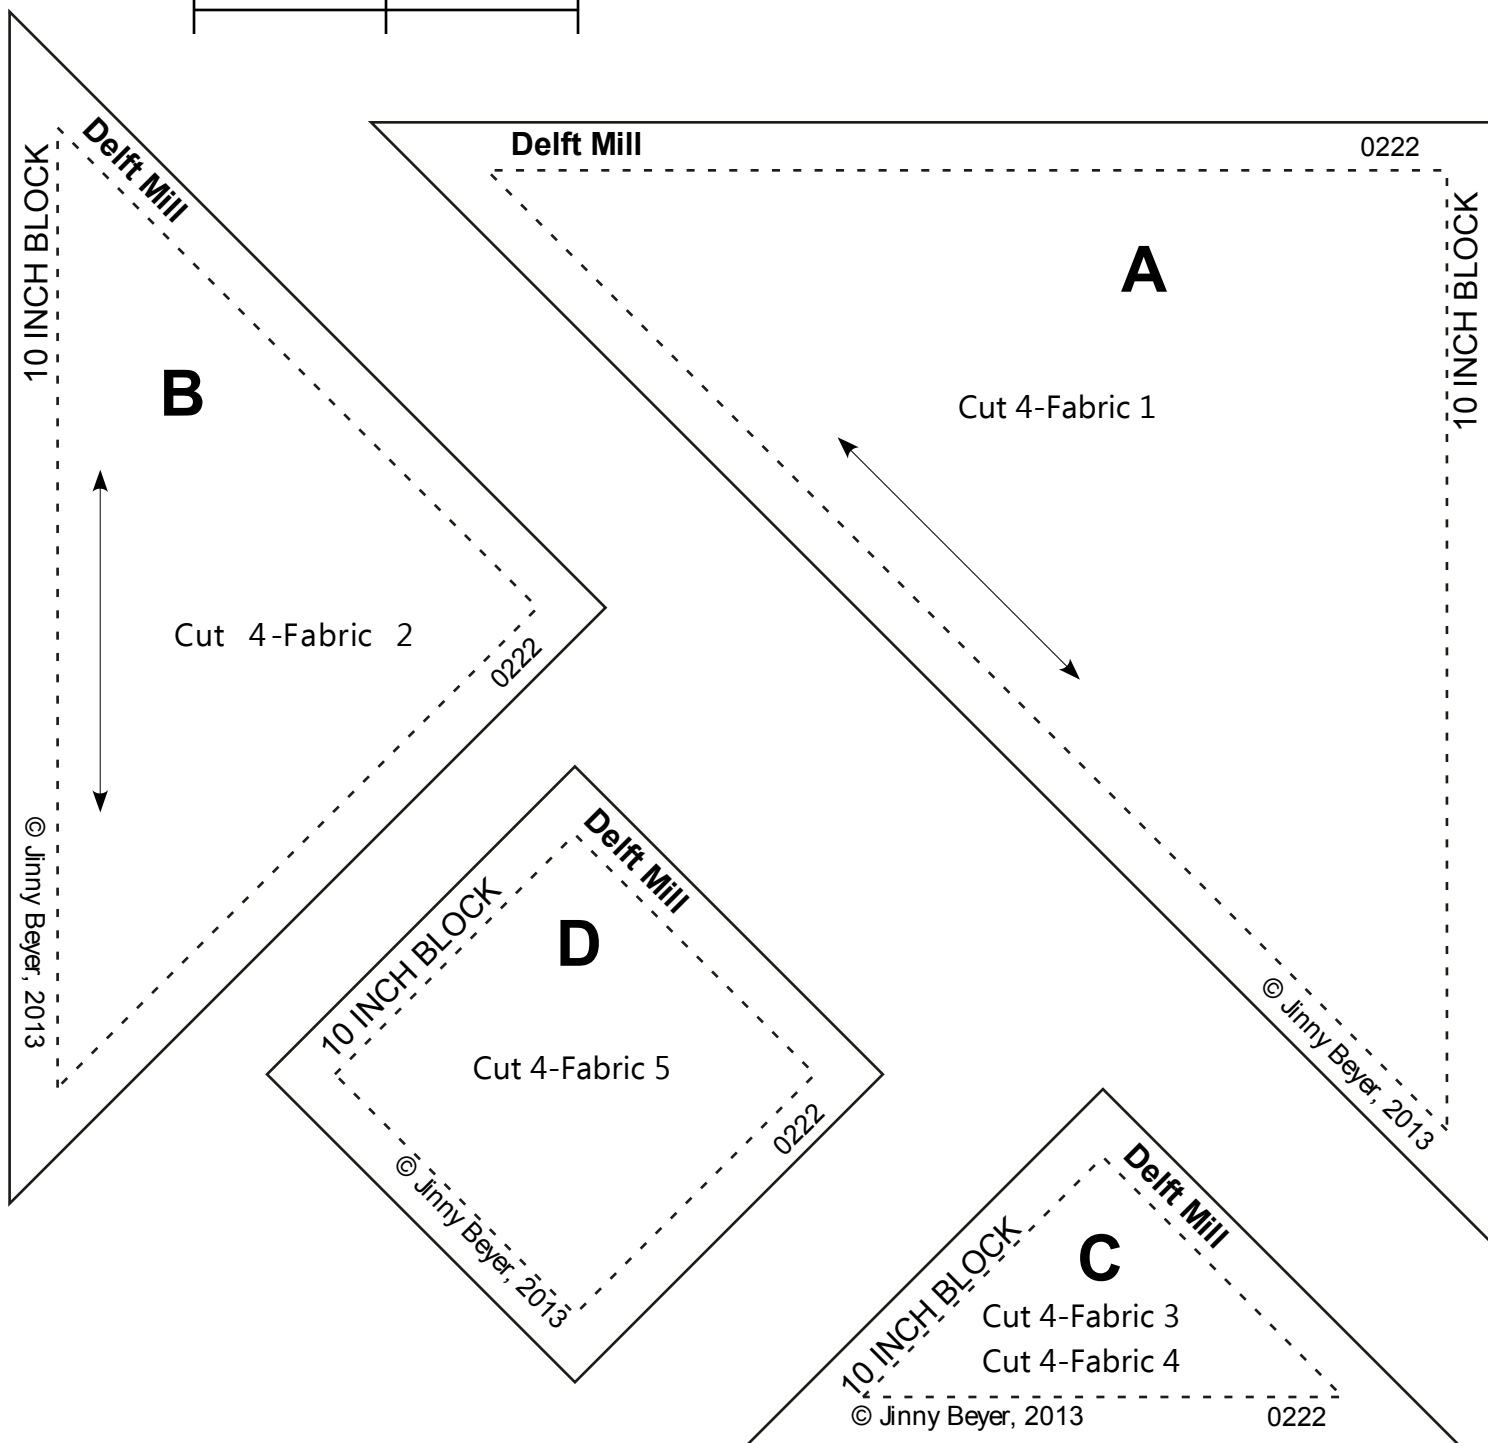 Delft Mill
10 INCH BLOCK
B
Cut 4-Fabric 2
0222
© Jinny Beyer, 2013
Delft Mill
0222
10 INCH BLOCK
A
Cut 4-Fabric 1
© Jinny Beyer, 2013
Delft Mill
10 INCH BLOCK
D
Cut 4-Fabric 5
0222
© Jinny Beyer, 2013
Delft Mill
10 INCH BLOCK
C
Cut 4-Fabric 3
Cut 4-Fabric 4
© Jinny Beyer, 2013
0222